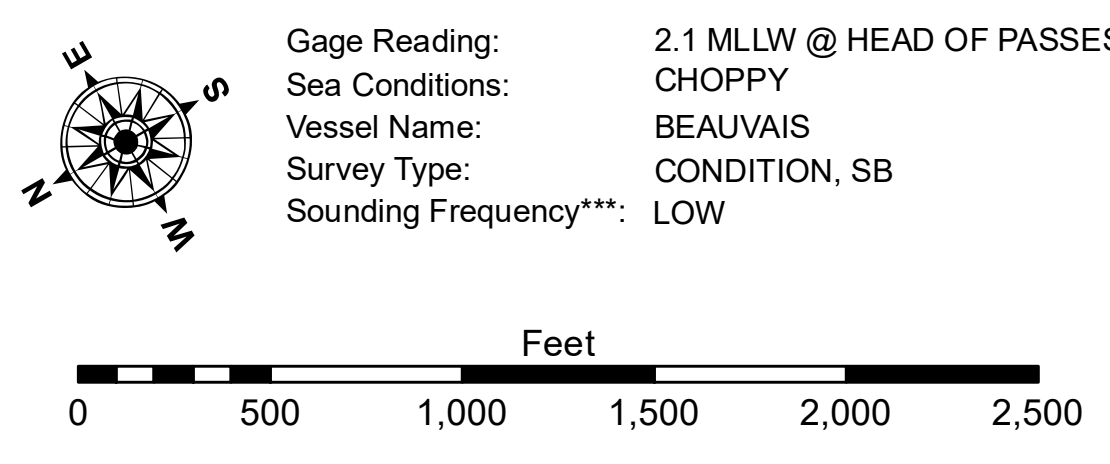 E
S
N
W
Gage Reading: 2.1 MLLW @ HEAD OF PASSES
Sea Conditions: CHOPPY
Vessel Name: BEAUVAIS
Survey Type: CONDITION, SB
Sounding Frequency***: LOW
Feet
0 500 1,000 1,500 2,000 2,500